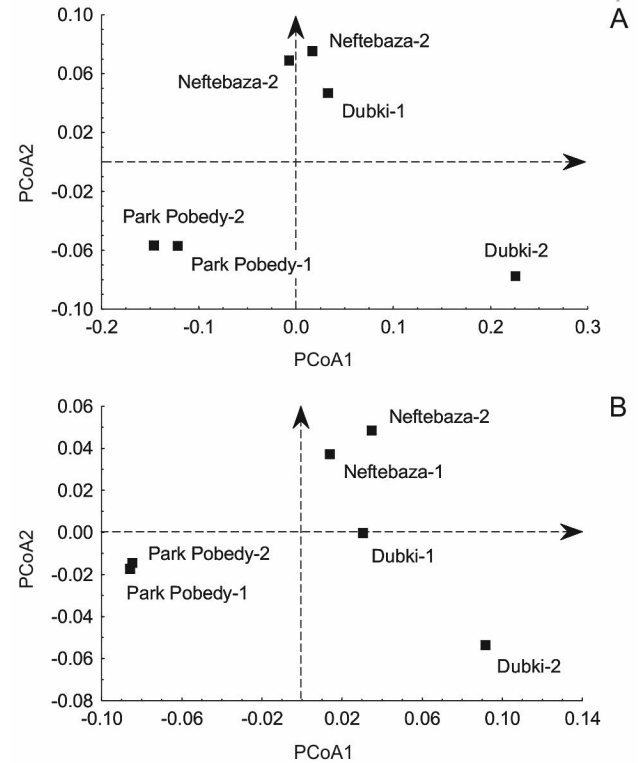 A
0.10
Neftebaza-2
0.06
Neftebaza-2
Dubki-1
0.02
PCoA2
-0.02
Park Pobedy-2
-0.06
Park Pobedy-1
Dubki-2
-0.10
-0.2 -0.1 0.0 0.1 0.2 0.3
PCoA1
B
0.06
Neftebaza-2
0.04
Neftebaza-1
0.02
0.00
PCoA2
Dubki-1
Park Pobedy-2
-0.02
Park Pobedy-1
-0.04
-0.06
Dubki-2
-0.08
-0.10 -0.06 -0.02 0.02 0.06 0.10 0.14
PCoA1